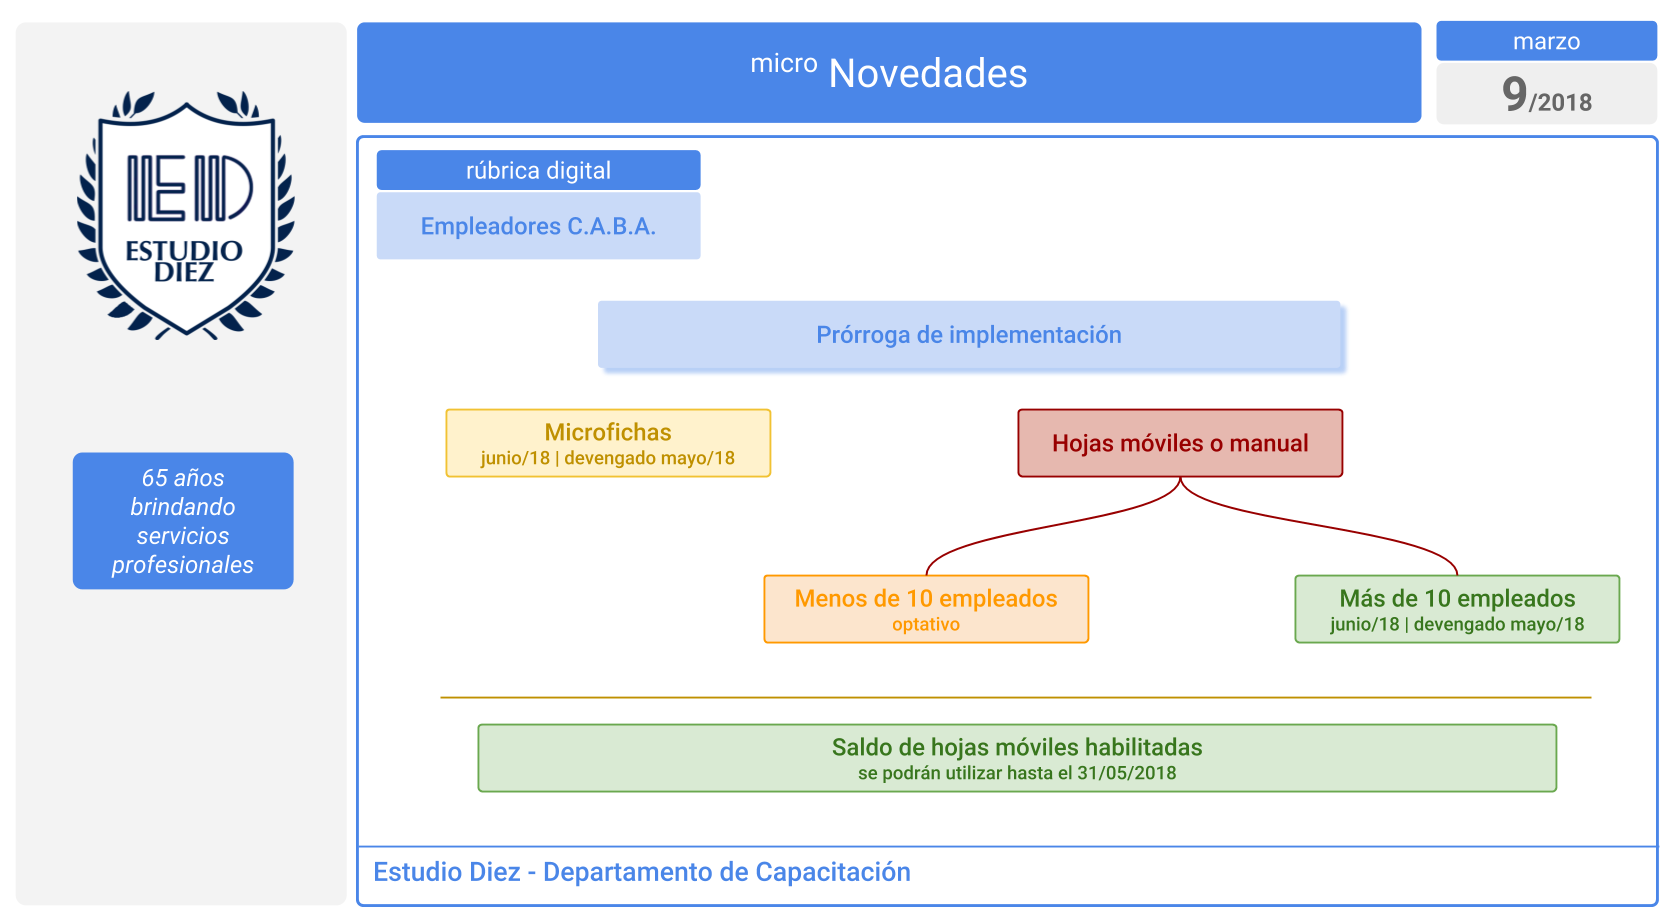 ED
ESTUDIO
DIEZ
65 años
brindando
servicios
profesionales
micro Novedades
marzo
9/2018
rúbrica digital
Empleadores C.A.B.A.
Prórroga de implementación
Microfichas
junio/18 | devengado mayo/18
Hojas móviles o manual
Menos de 10 empleados
optativo
Más de 10 empleados
junio/18 | devengado mayo/18
Saldo de hojas móviles habilitadas
se podrán utilizar hasta el 31/05/2018
Estudio Diez - Departamento de Capacitación